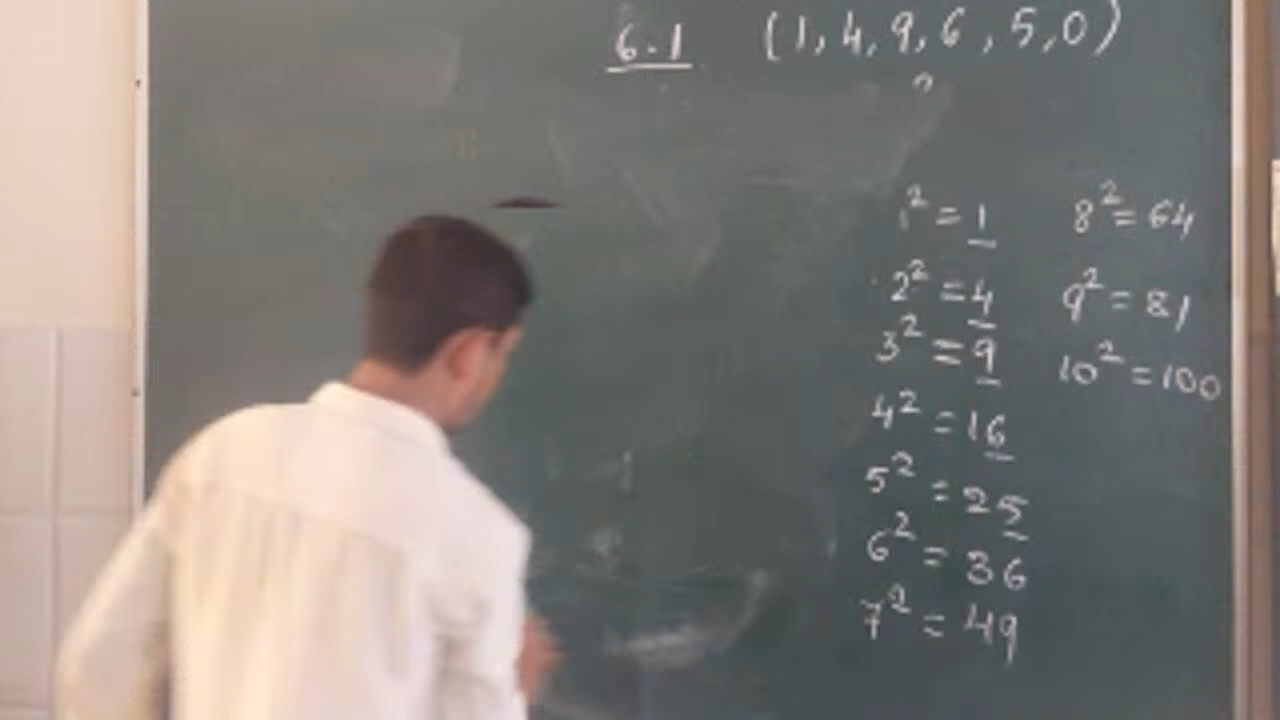 6.1 (1, 4, 9, 6, 5, 0)
1² = 1
2² = 4
3² = 9
4² = 16
5² = 25
6² = 36
7² = 49
8² = 64
9² = 81
10² = 100